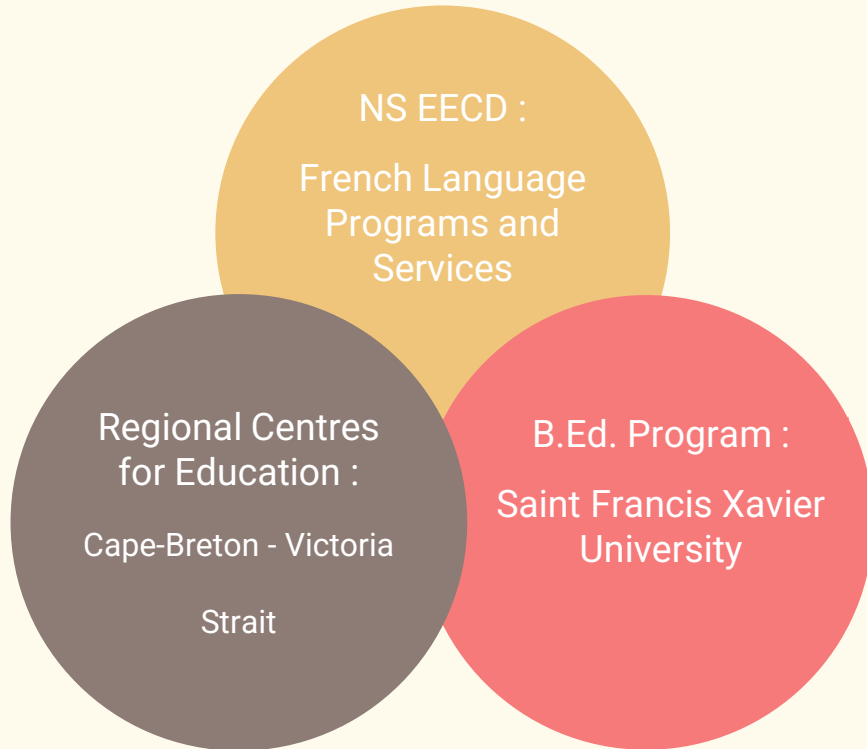 NS EECD :
French Language
Programs and
Services
Regional Centres
for Education :
Cape-Breton - Victoria
Strait
B.Ed. Program :
Saint Francis Xavier
University